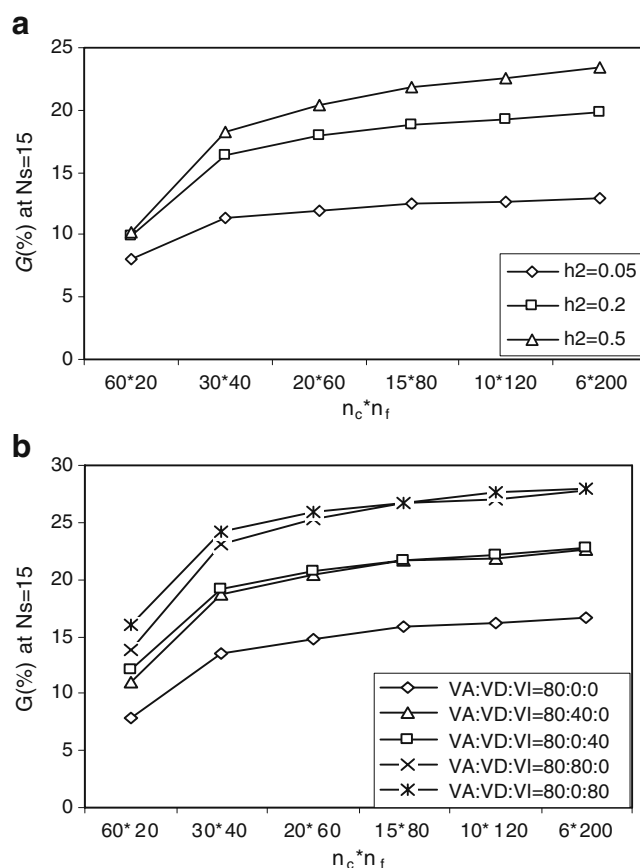 a
G(%) at Ns=15
25
20
15
10
5
0
60*20 30*40 20*60 15*80 10*120 6*200
n_c*n_f
h2=0.05
h2=0.2
h2=0.5
b
G(%) at Ns=15
30
25
20
15
10
5
0
60*20 30*40 20*60 15*80 10*120 6*200
n_c*n_f
VA:VD:VI=80:0:0
VA:VD:VI=80:40:0
VA:VD:VI=80:0:40
VA:VD:VI=80:80:0
VA:VD:VI=80:0:80